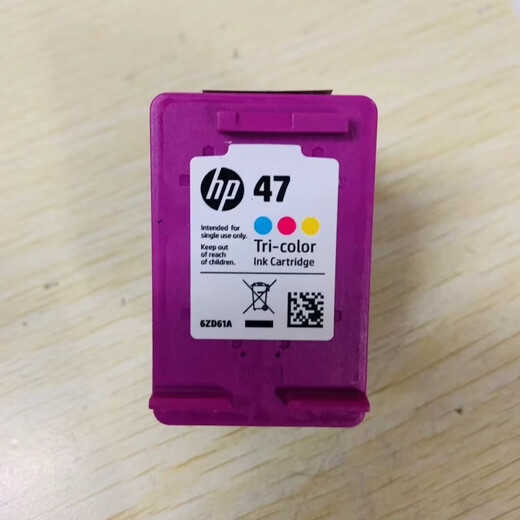 hp 47
Intended for
single use only.
Keep out
of reach
of children.
Tri-color
Ink Cartridge
6ZD61A